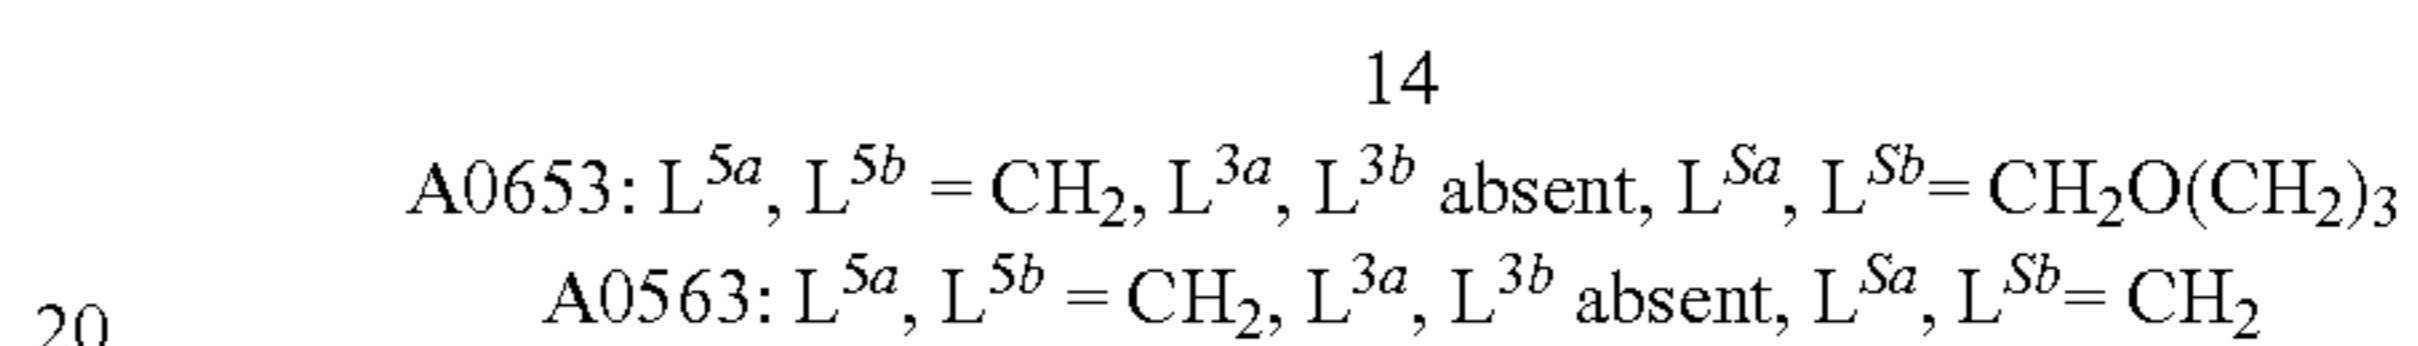 14
A0653: L⁵ᵃ, L⁵ᵇ = CH₂, L³ᵃ, L³ᵇ absent, Lˢᵃ, Lˢᵇ= CH₂O(CH₂)₃
A0563: L⁵ᵃ, L⁵ᵇ = CH₂, L³ᵃ, L³ᵇ absent, Lˢᵃ, Lˢᵇ= CH₂
20